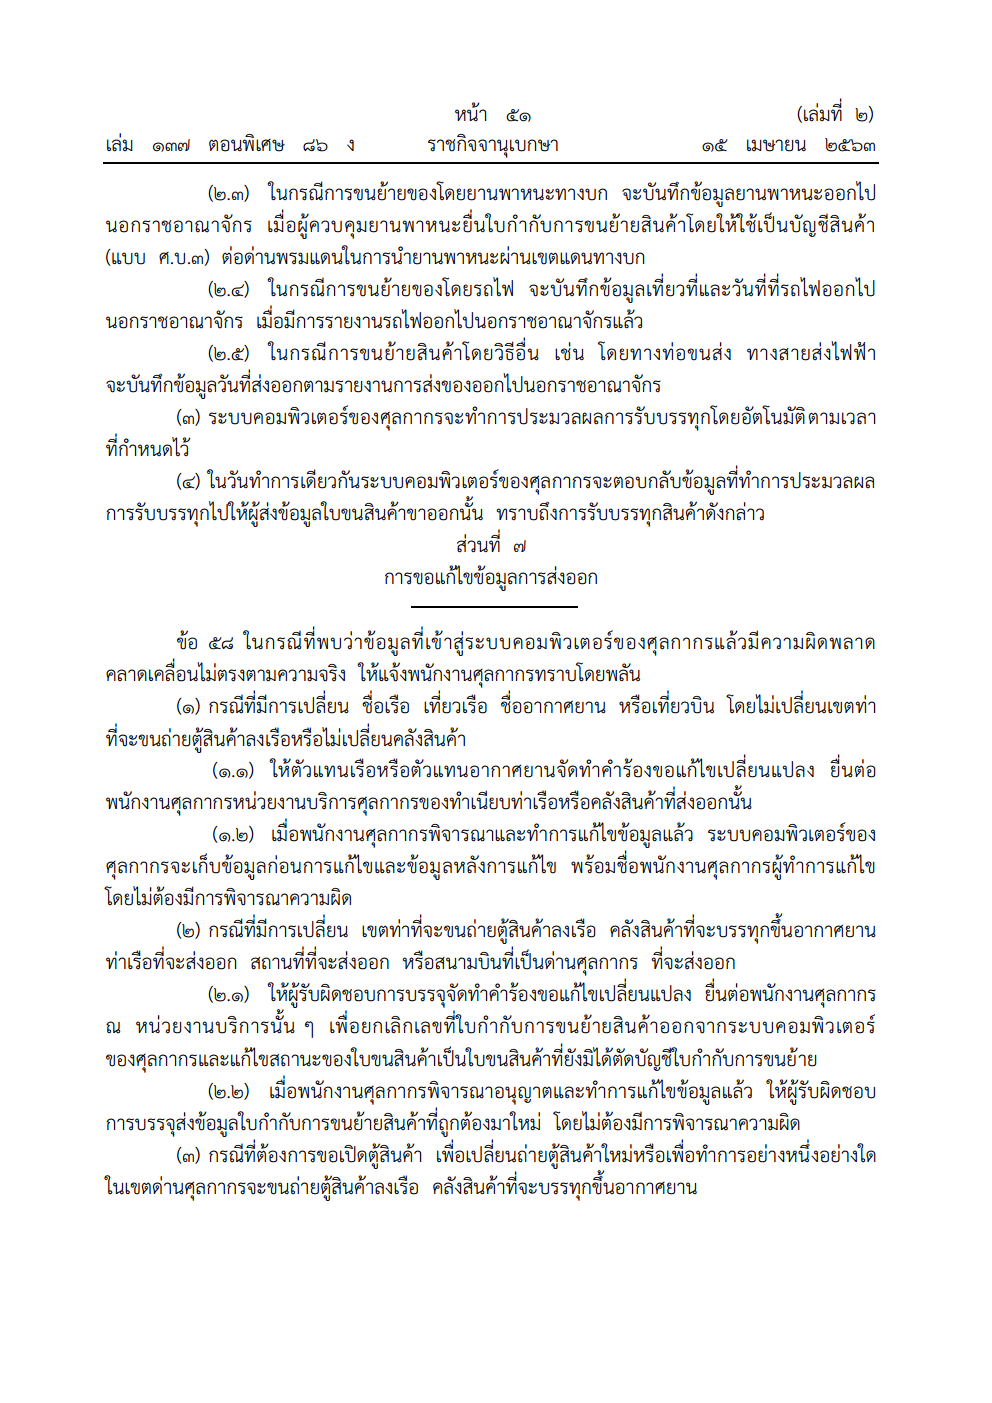 หน้า ๕๑ (เล่มที่ ๒)
เล่ม ๑๓๗ ตอนพิเศษ ๘๖ ง ราชกิจจานุเบกษา ๑๕ เมษายน ๒๕๖๓
(๒.๓) ในกรณีการขนย้ายของโดยยานพาหนะทางบก จะบันทึกข้อมูลยานพาหนะออกไป
นอกราชอาณาจักร เมื่อผู้ควบคุมยานพาหนะยื่นใบกำกับการขนย้ายสินค้าโดยให้ใช้เป็นบัญชีสินค้า
(แบบ ศ.บ.๓) ต่อด่านพรมแดนในการนำยานพาหนะผ่านเขตแดนทางบก
(๒.๔) ในกรณีการขนย้ายของโดยรถไฟ จะบันทึกข้อมูลเที่ยวที่และวันที่ที่รถไฟออกไป
นอกราชอาณาจักร เมื่อมีการรายงานรถไฟออกไปนอกราชอาณาจักรแล้ว
(๒.๕) ในกรณีการขนย้ายสินค้าโดยวิธีอื่น เช่น โดยทางท่อขนส่ง ทางสายส่งไฟฟ้า
จะบันทึกข้อมูลวันที่ส่งออกตามรายงานการส่งของออกไปนอกราชอาณาจักร
(๓) ระบบคอมพิวเตอร์ของศุลกากรจะทำการประมวลผลการรับบรรทุกโดยอัตโนมัติตามเวลา
ที่กำหนดไว้
(๔) ในวันทำการเดียวกันระบบคอมพิวเตอร์ของศุลกากรจะตอบกลับข้อมูลที่ทำการประมวลผล
การรับบรรทุกไปให้ผู้ส่งข้อมูลใบขนสินค้าขาออกนั้น ทราบถึงการรับบรรทุกสินค้าดังกล่าว
ส่วนที่ ๗
การขอแก้ไขข้อมูลการส่งออก
ข้อ ๕๘ ในกรณีที่พบว่าข้อมูลที่เข้าสู่ระบบคอมพิวเตอร์ของศุลกากรแล้วมีความผิดพลาด
คลาดเคลื่อนไม่ตรงตามความจริง ให้แจ้งพนักงานศุลกากรทราบโดยพลัน
(๑) กรณีที่มีการเปลี่ยน ชื่อเรือ เที่ยวเรือ ชื่ออากาศยาน หรือเที่ยวบิน โดยไม่เปลี่ยนเขตท่า
ที่จะขนถ่ายตู้สินค้าลงเรือหรือไม่เปลี่ยนคลังสินค้า
(๑.๑) ให้ตัวแทนเรือหรือตัวแทนอากาศยานจัดทำคำร้องขอแก้ไขเปลี่ยนแปลง ยื่นต่อ
พนักงานศุลกากรหน่วยงานบริการศุลกากรของทำเนียบท่าเรือหรือคลังสินค้าที่ส่งออกนั้น
(๑.๒) เมื่อพนักงานศุลกากรพิจารณาและทำการแก้ไขข้อมูลแล้ว ระบบคอมพิวเตอร์ของ
ศุลกากรจะเก็บข้อมูลก่อนการแก้ไขและข้อมูลหลังการแก้ไข พร้อมชื่อพนักงานศุลกากรผู้ทำการแก้ไข
โดยไม่ต้องมีการพิจารณาความผิด
(๒) กรณีที่มีการเปลี่ยน เขตท่าที่จะขนถ่ายตู้สินค้าลงเรือ คลังสินค้าที่จะบรรทุกขึ้นอากาศยาน
ท่าเรือที่จะส่งออก สถานที่ที่จะส่งออก หรือสนามบินที่เป็นด่านศุลกากร ที่จะส่งออก
(๒.๑) ให้ผู้รับผิดชอบการบรรจุจัดทำคำร้องขอแก้ไขเปลี่ยนแปลง ยื่นต่อพนักงานศุลกากร
ณ หน่วยงานบริการนั้น ๆ เพื่อยกเลิกเลขที่ใบกำกับการขนย้ายสินค้าออกจากระบบคอมพิวเตอร์
ของศุลกากรและแก้ไขสถานะของใบขนสินค้าเป็นใบขนสินค้าที่ยังมิได้ตัดบัญชีใบกำกับการขนย้าย
(๒.๒) เมื่อพนักงานศุลกากรพิจารณาอนุญาตและทำการแก้ไขข้อมูลแล้ว ให้ผู้รับผิดชอบ
การบรรจุส่งข้อมูลใบกำกับการขนย้ายสินค้าที่ถูกต้องมาใหม่ โดยไม่ต้องมีการพิจารณาความผิด
(๓) กรณีที่ต้องการขอเปิดตู้สินค้า เพื่อเปลี่ยนถ่ายตู้สินค้าใหม่หรือเพื่อทำการอย่างหนึ่งอย่างใด
ในเขตด่านศุลกากรจะขนถ่ายตู้สินค้าลงเรือ คลังสินค้าที่จะบรรทุกขึ้นอากาศยาน